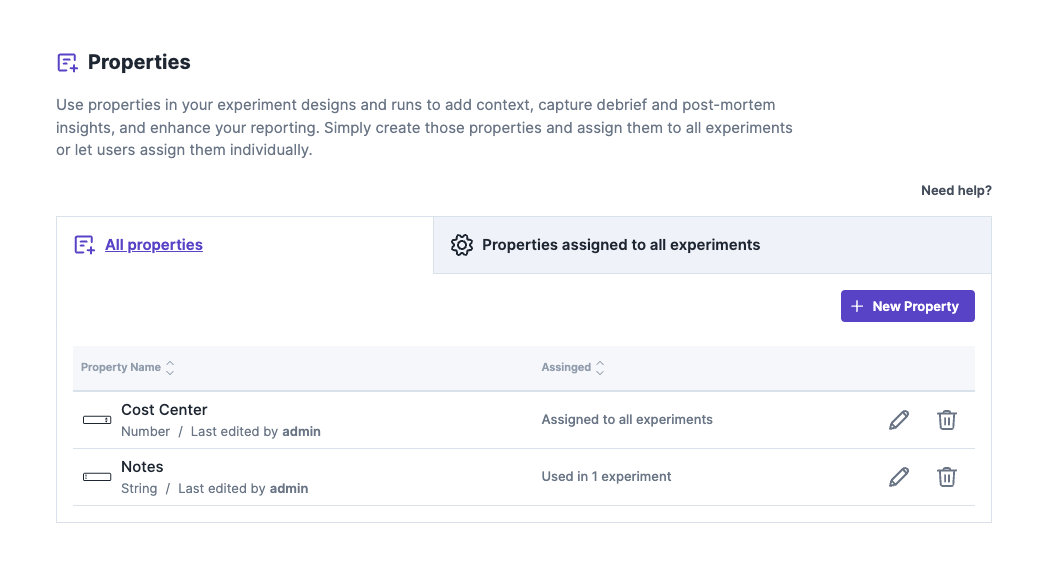 Properties
Use properties in your experiment designs and runs to add context, capture debrief and post-mortem
insights, and enhance your reporting. Simply create those properties and assign them to all experiments
or let users assign them individually.
Need help?
All properties
Properties assigned to all experiments
New Property
Property Name
Assinged
Cost Center
Assigned to all experiments
Number / Last edited by admin
Notes
Used in 1 experiment
String / Last edited by admin